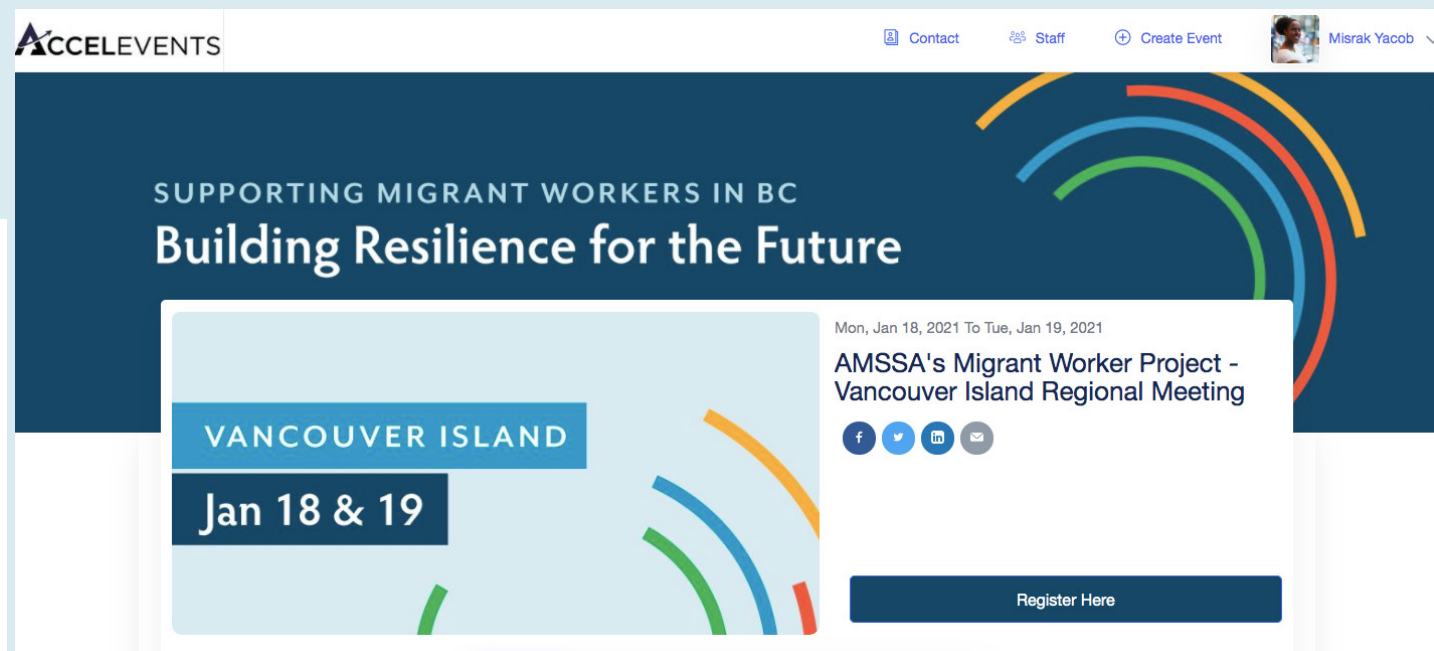 ACCELEVENTS
Contact
Staff
Create Event
Misrak Yacob
SUPPORTING MIGRANT WORKERS IN BC
Building Resilience for the Future
VANCOUVER ISLAND
Jan 18 & 19
Mon, Jan 18, 2021 To Tue, Jan 19, 2021
AMSSA's Migrant Worker Project -
Vancouver Island Regional Meeting
Register Here